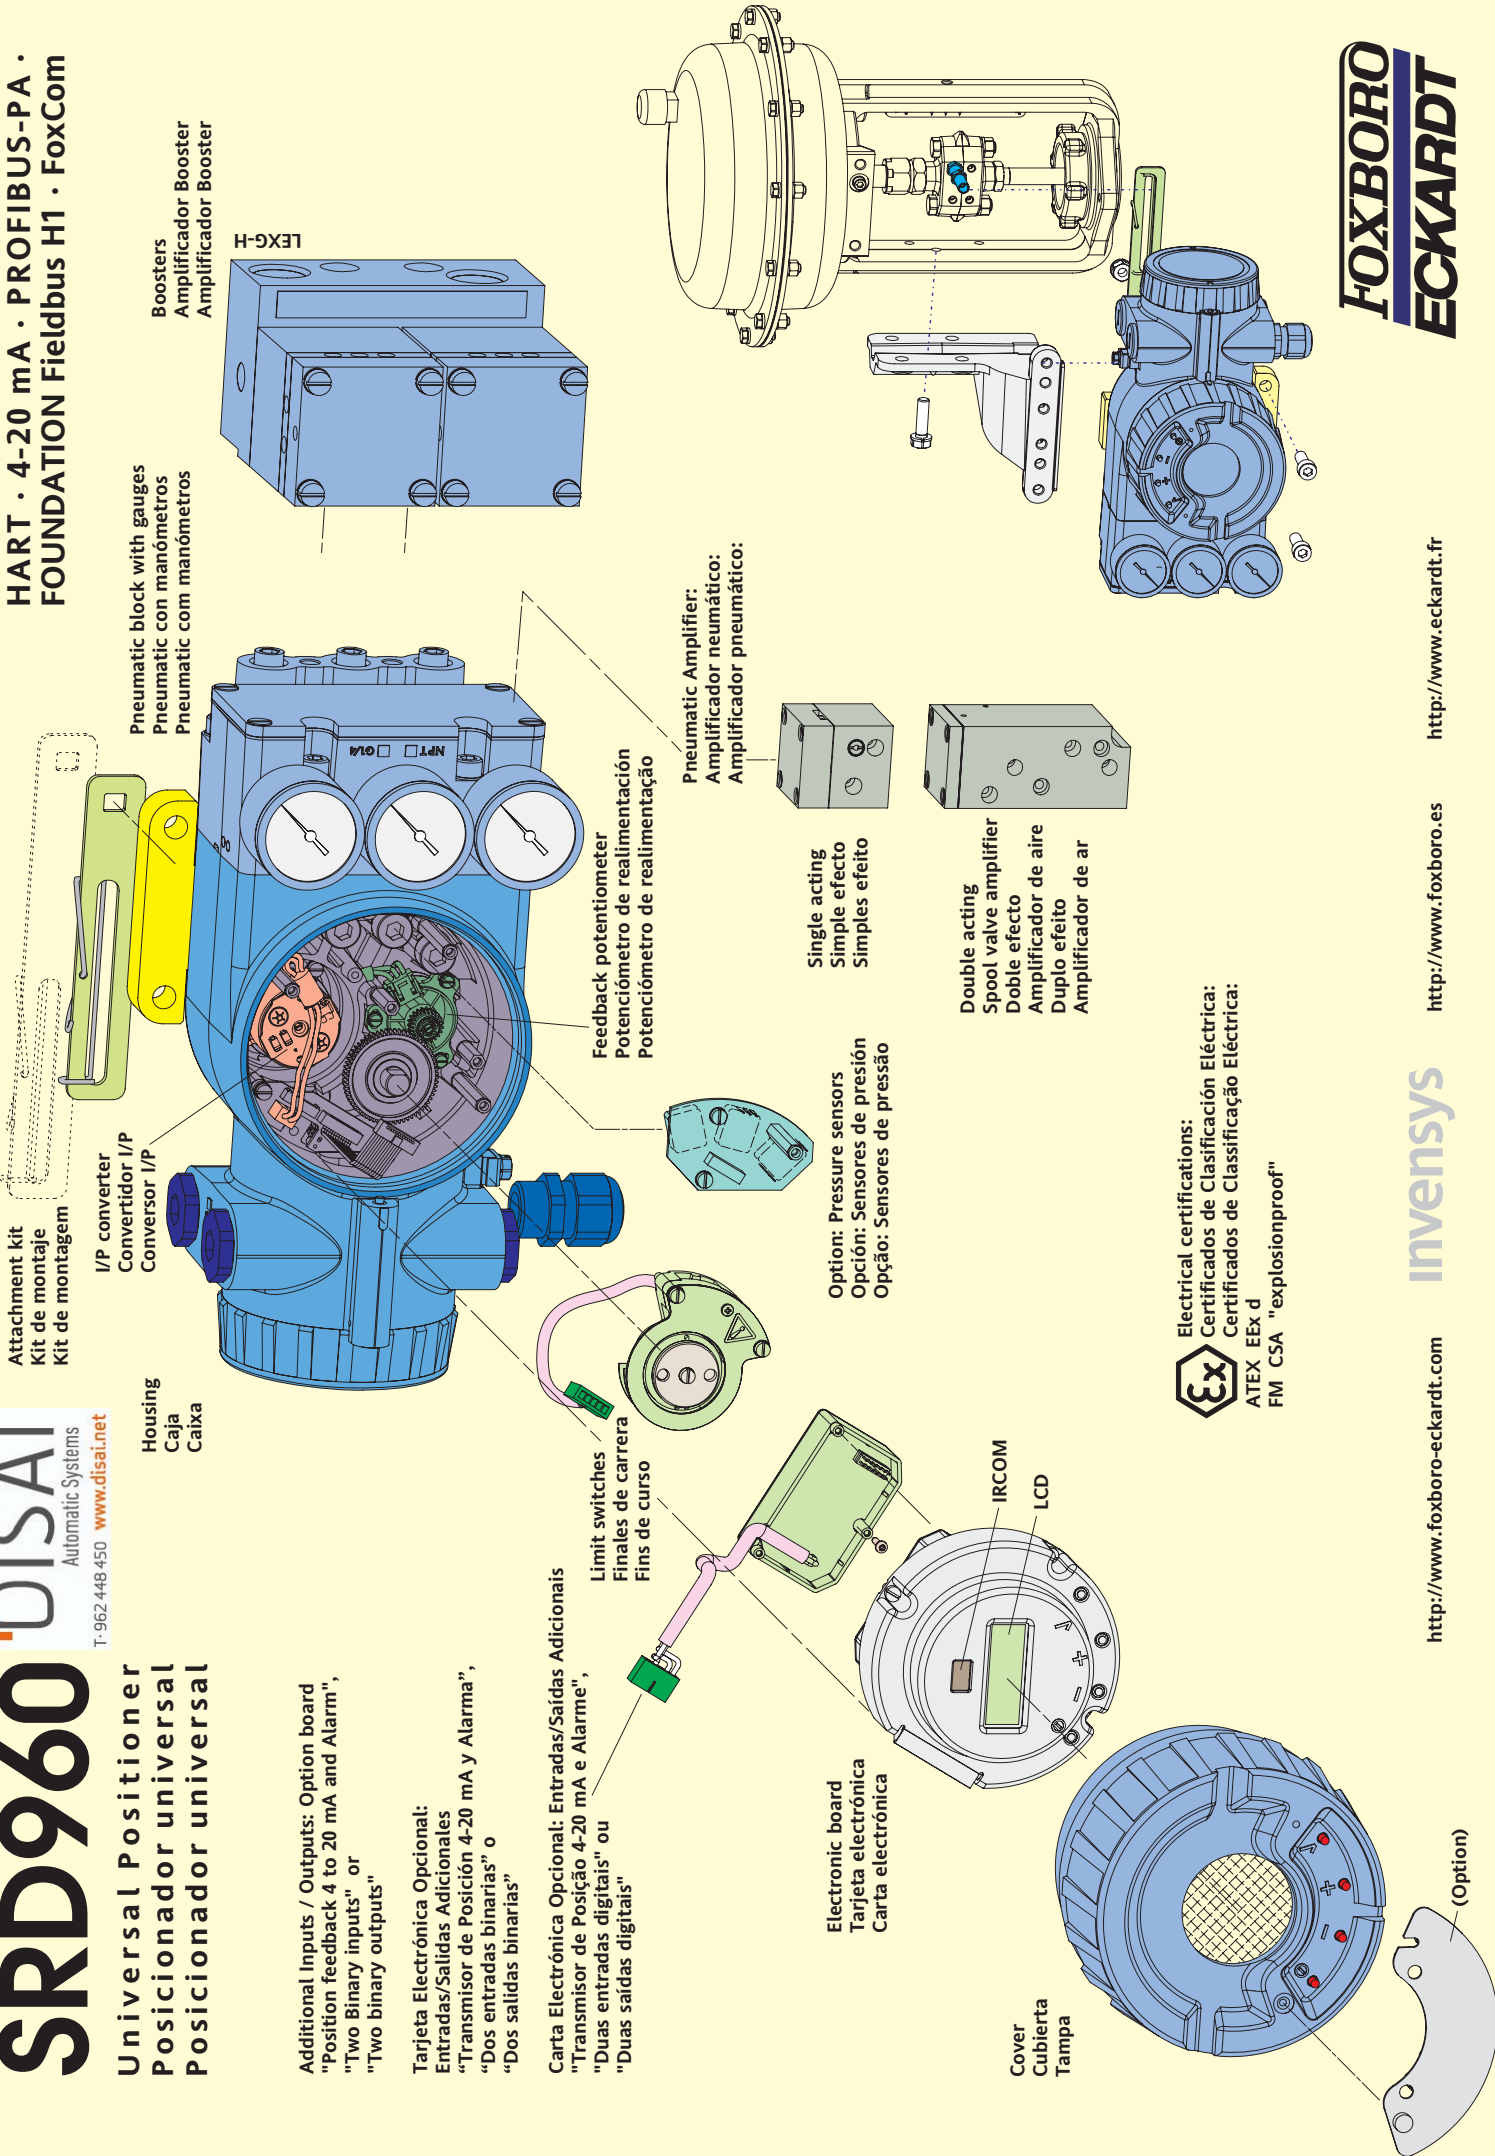 SRD960
Universal Positioner
Posicionador universal
Posicionador universal
DISAI
Automatic Systems
T· 962 448 450 www.disai.net
HART · 4-20 mA · PROFIBUS-PA ·
FOUNDATION Fieldbus H1 · FoxCom
Attachment kit
Kit de montaje
Kit de montagem
I/P converter
Convertidor I/P
Conversor I/P
Housing
Caja
Caixa
Pneumatic block with gauges
Pneumatic con manómetros
Pneumatic com manómetros
Boosters
Amplificador Booster
Amplificador Booster
LEXG-H
G1/4
NPT
Additional Inputs / Outputs: Option board
"Position feedback 4 to 20 mA and Alarm",
"Two Binary inputs" or
"Two binary outputs"
Tarjeta Electrónica Opcional:
Entradas/Salidas Adicionales
“Transmisor de Posición 4-20 mA y Alarma”,
“Dos entradas binarias” o
“Dos salidas binarias”
Carta Electrónica Opcional: Entradas/Saídas Adicionais
"Transmisor de Posição 4-20 mA e Alarme",
"Duas entradas digitais" ou
"Duas saídas digitais"
Limit switches
Finales de carrera
Fins de curso
Feedback potentiometer
Potenciómetro de realimentación
Potenciómetro de realimentação
Pneumatic Amplifier:
Amplificador neumático:
Amplificador pneumático:
Single acting
Simple efecto
Simples efeito
Double acting
Spool valve amplifier
Doble efecto
Amplificador de aire
Duplo efeito
Amplificador de ar
Option: Pressure sensors
Opción: Sensores de presión
Opção: Sensores de pressão
Electronic board
Tarjeta electrónica
Carta electrónica
IRCOM
LCD
Cover
Cubierta
Tampa
(Option)
Electrical certifications:
Certificados de Clasificación Eléctrica:
Certificados de Classificação Eléctrica:
Ex
ATEX EEx d
FM CSA "explosionproof"
invensys
FOXBORO
ECKARDT
http://www.foxboro-eckardt.com
http://www.foxboro.es
http://www.eckardt.fr